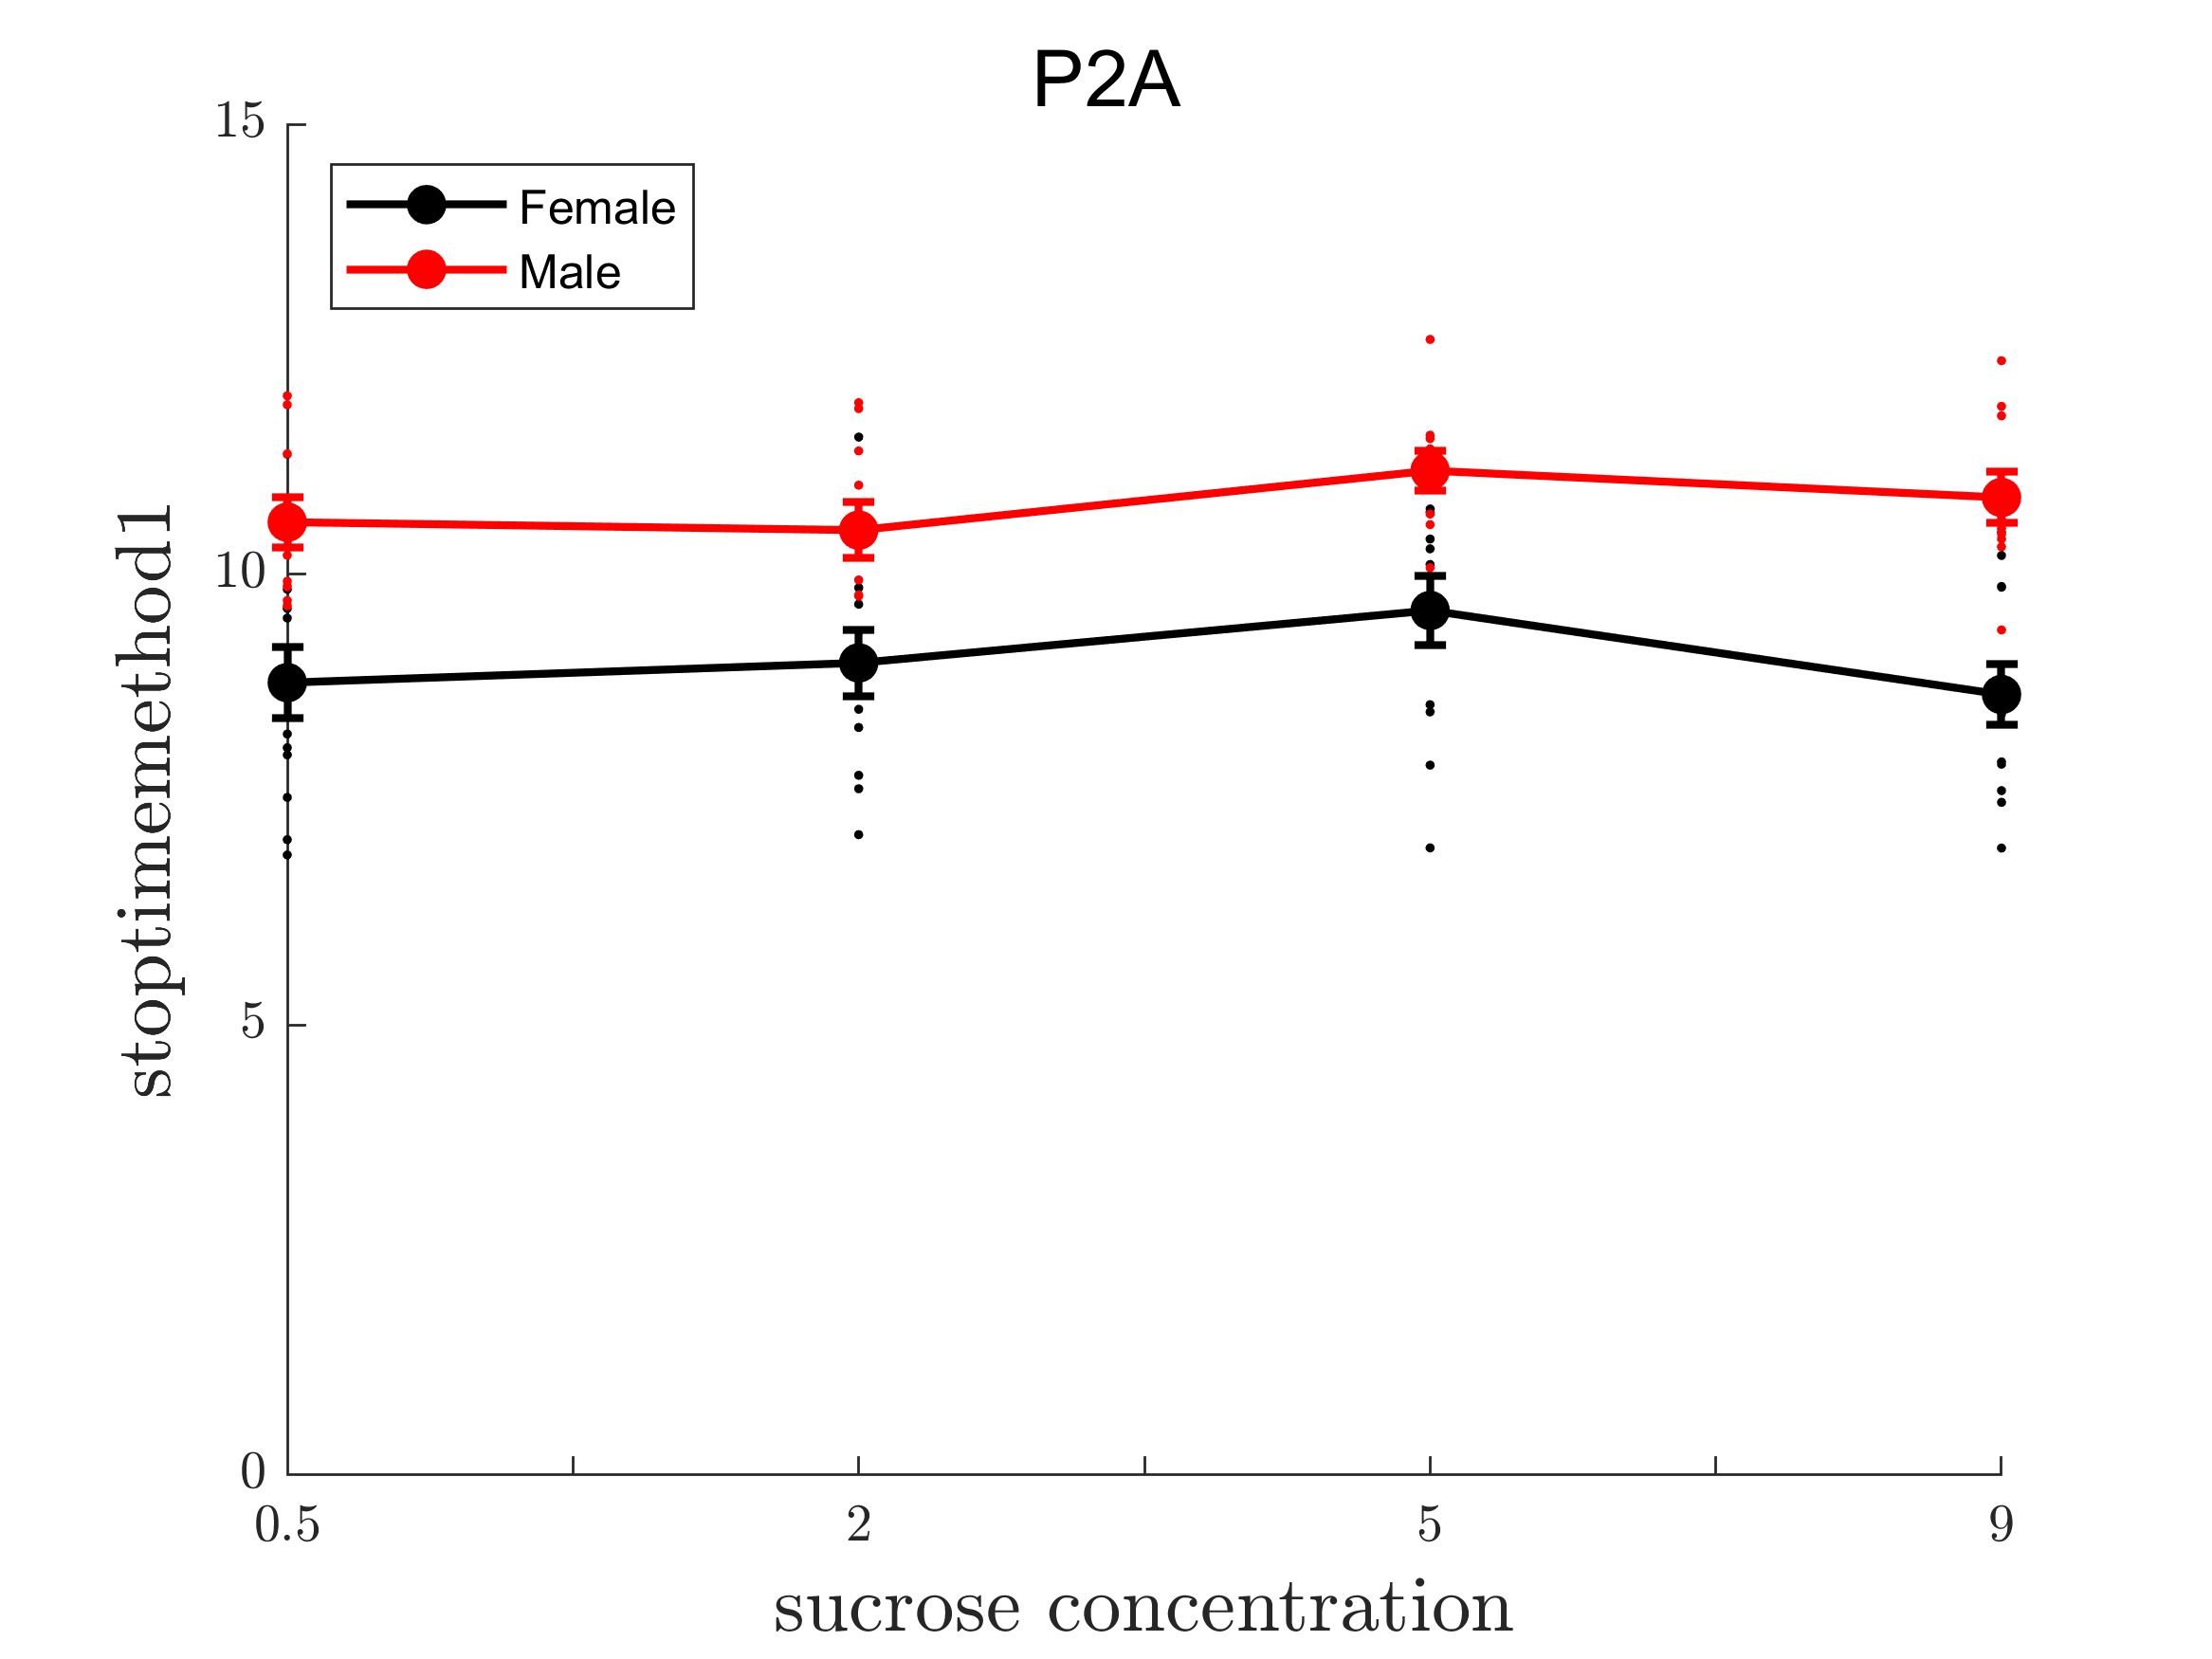 P2A
15
Female
Male
10
5
0
stoptimemethod1
0.5 2 5 9
sucrose concentration